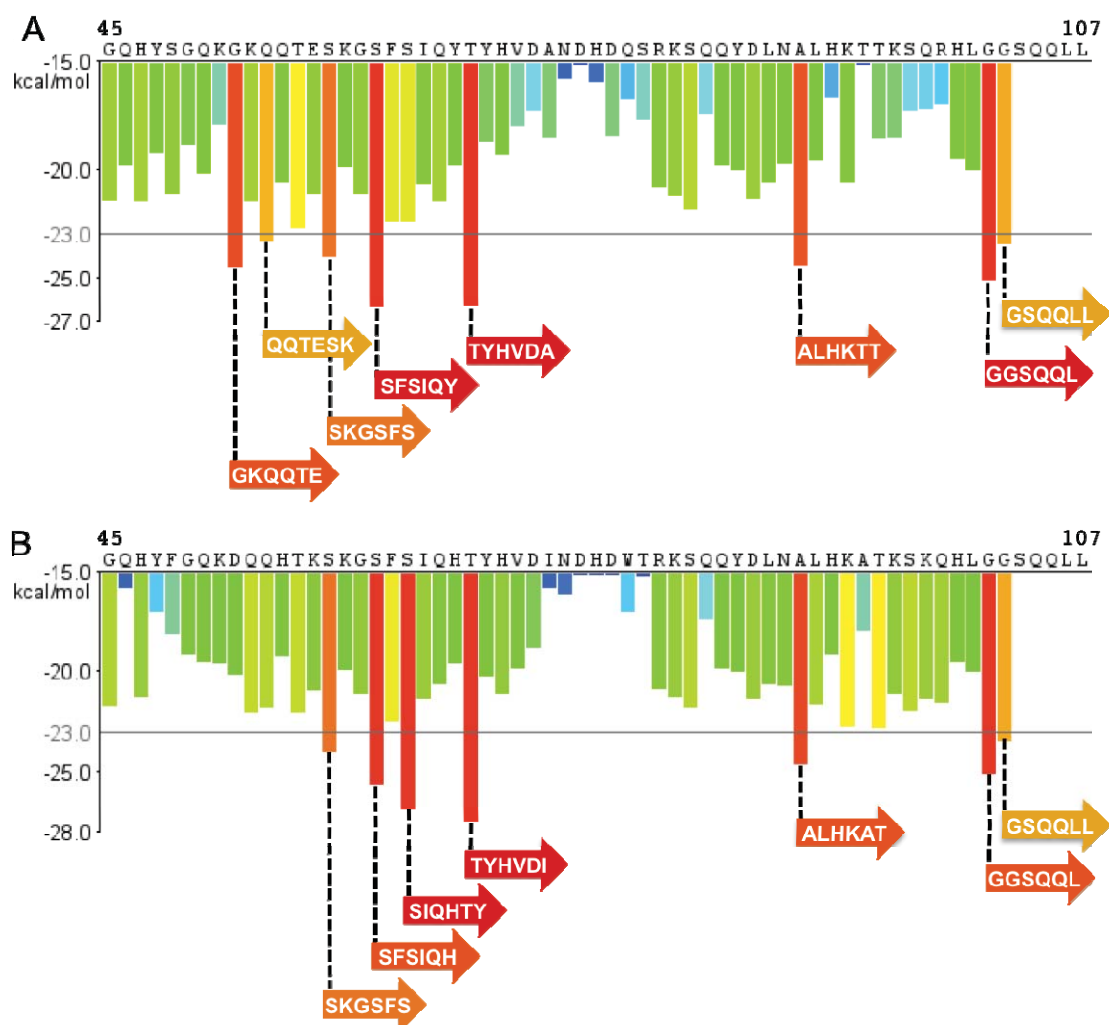 A
45 107
GQHYSGQKGKQQTESKGSFSIQYTYHVDANDHDQSRKSQQYDLNALHKTTKSQRHLGGSQQLL
-15.0
kcal/mol
-20.0
-23.0
-25.0
-27.0
GSQQLL
QQTESK TYHVDA ALHKTT
SFSIQY GGSQQL
SKGSFS
GKQQTE
B
45 107
GQHYFGQKDQQHTKSKGSFSIQHTYHVDINDHDWTRKSQQYDLNALHKATKSKQHLGGSQQLL
-15.0
kcal/mol
-20.0
-23.0
-25.0
-28.0
ALHKAT GSQQLL
TYHVDI
GGSQQL
SIQHTY
SFSIQH
SKGSFS